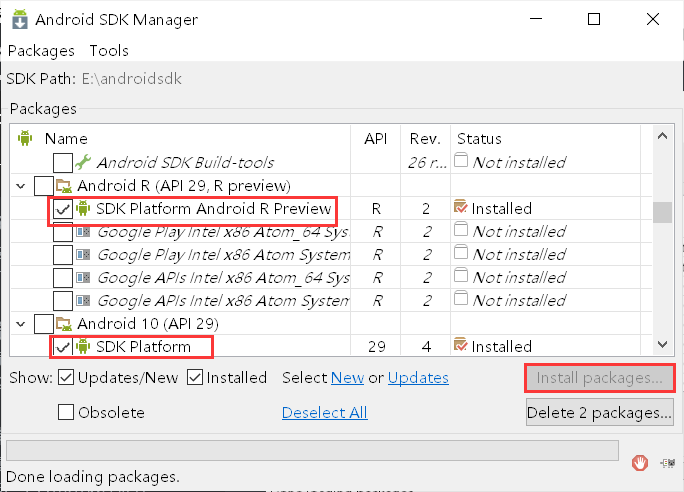 Android SDK Manager
Packages Tools
SDK Path: E:\androidsdk
Packages
Name API Rev. Status
Android SDK Build-tools 26 r... Not installed
Android R (API 29, R preview)
SDK Platform Android R Preview R 2 Installed
Google Play Intel x86 Atom_64 Sys R 2 Not installed
Google Play Intel x86 Atom System R 2 Not installed
Google APIs Intel x86 Atom_64 Sys R 2 Not installed
Google APIs Intel x86 Atom System R 2 Not installed
Android 10 (API 29)
SDK Platform 29 4 Installed
Show: Updates/New Installed Select New or Updates Install packages...
Obsolete Deselect All Delete 2 packages...
Done loading packages.